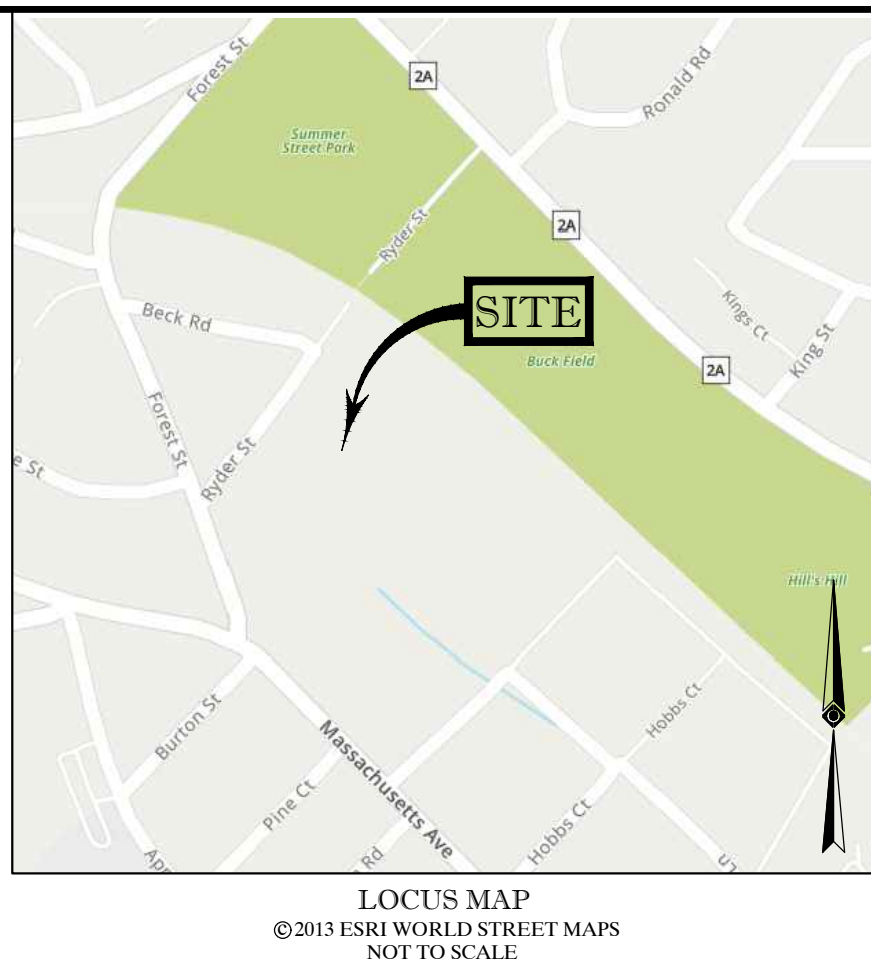 Forest St
2A
Ronald Rd
Summer
Street Park
Ryder St
2A
SITE
Kings Ct
Beck Rd
King St
Buck Field
2A
Forest St
Ryder St
e St
Hill's Hill
Burton St
Massachusetts Ave
Hobbs Ct
Pine Ct
Hobbs Ct
App
Rd
Ln
LOCUS MAP
©2013 ESRI WORLD STREET MAPS
NOT TO SCALE